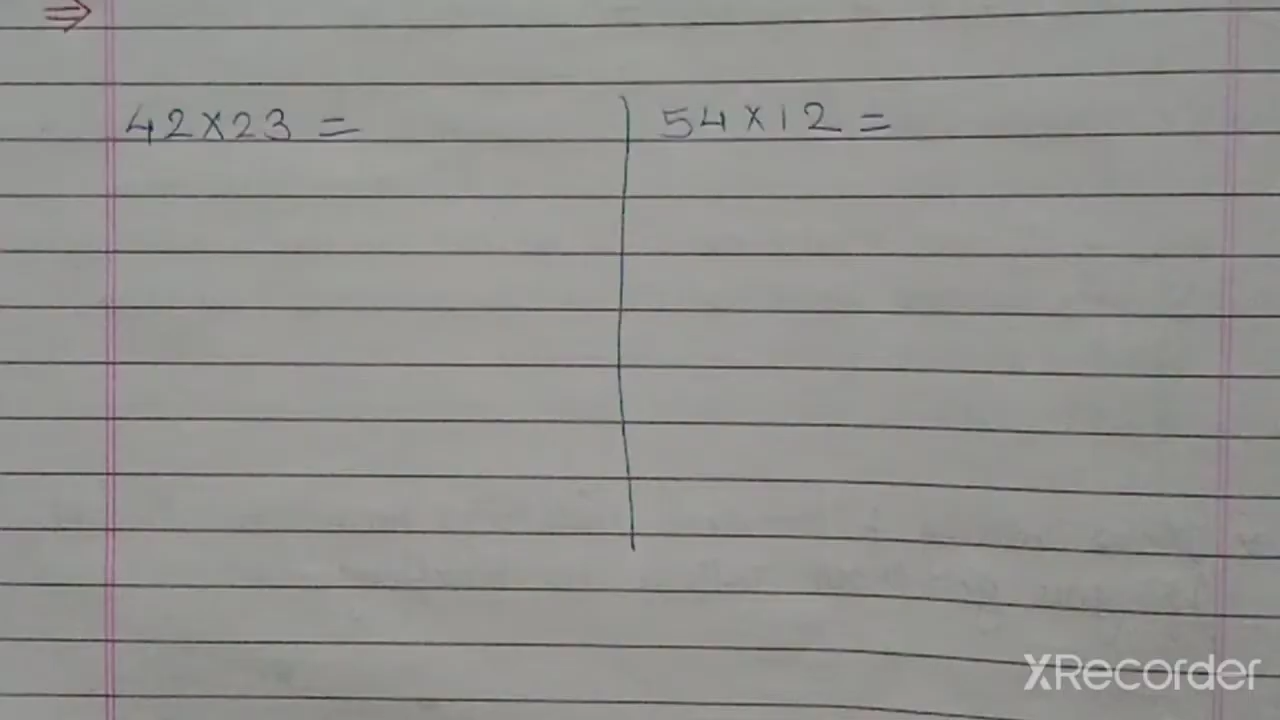 ⇒
42×23 =
54×12 =
XRecorder